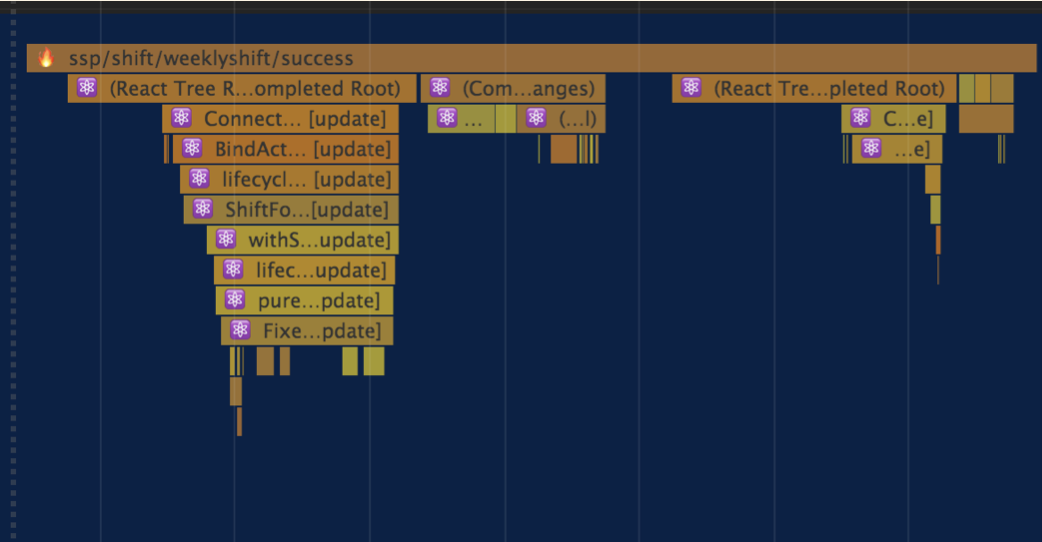 🔥 ssp/shift/weeklyshift/success
⚛ (React Tree R...ompleted Root) ⚛ (Com...anges) ⚛ (React Tre...pleted Root)
⚛ Connect... [update] ⚛ ... ⚛ (...l) ⚛ C...e]
⚛ BindAct... [update] ⚛ ...e]
⚛ lifecycl... [update]
⚛ ShiftFo...[update]
⚛ withS...update]
⚛ lifec...update]
⚛ pure...pdate]
⚛ Fixe...pdate]